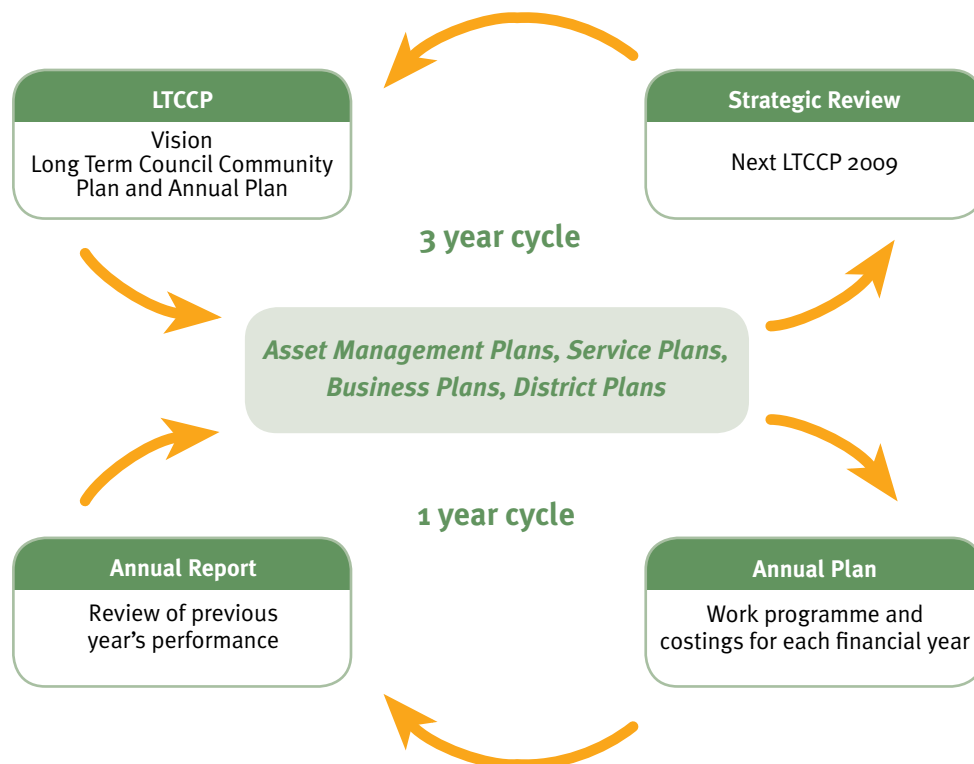 LTCCP
Vision
Long Term Council Community
Plan and Annual Plan
Strategic Review
Next LTCCP 2009
3 year cycle
Asset Management Plans, Service Plans,
Business Plans, District Plans
1 year cycle
Annual Report
Review of previous
year’s performance
Annual Plan
Work programme and
costings for each financial year